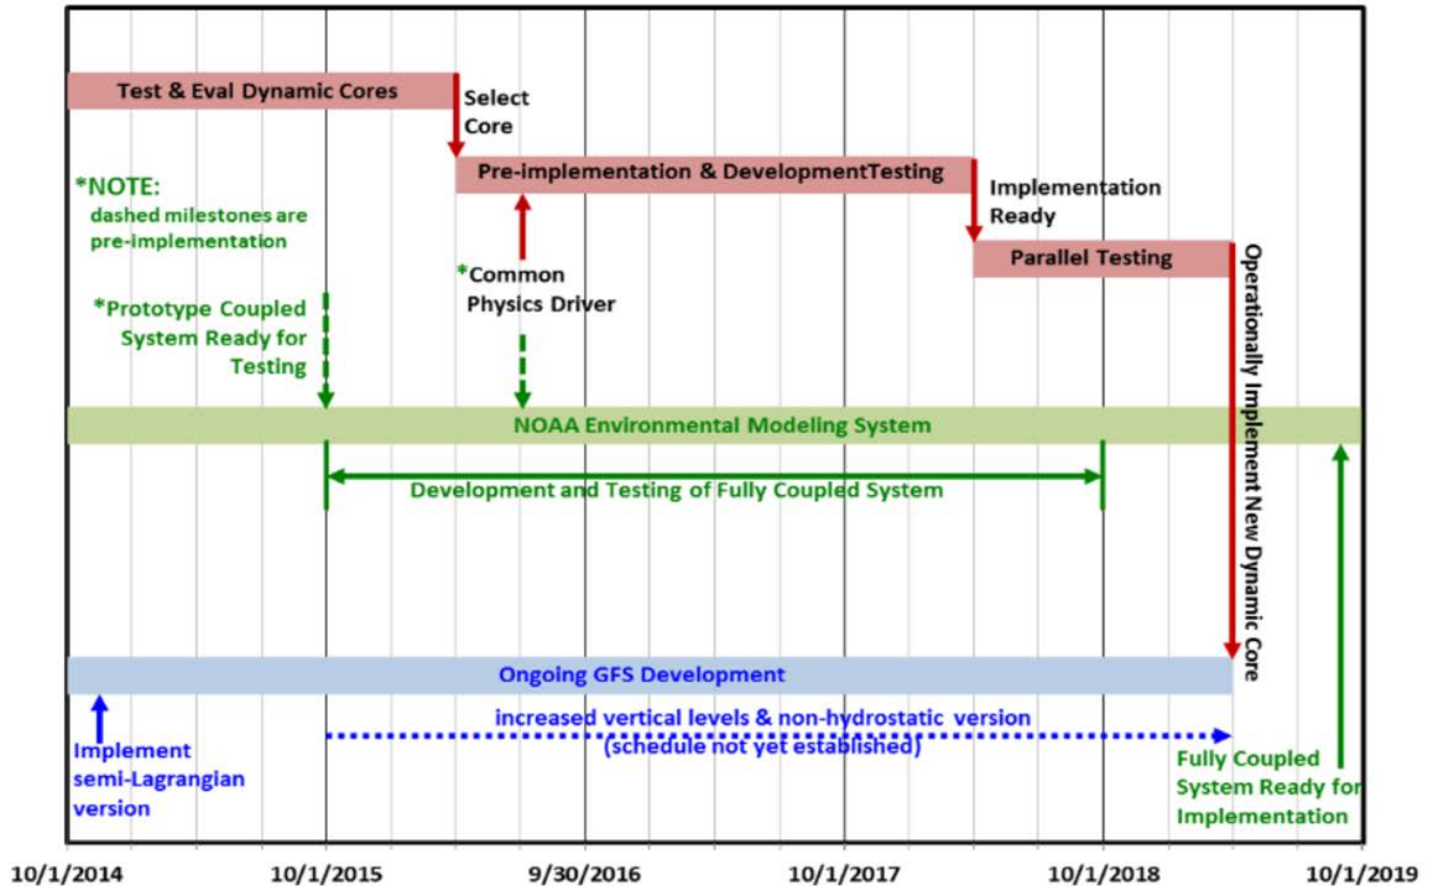 Test & Eval Dynamic Cores
Select
Core
Pre-implementation & DevelopmentTesting
*NOTE:
dashed milestones are
pre-implementation
Implementation
Ready
Parallel Testing
Operationally Implement New Dynamic Core
*Common
Physics Driver
*Prototype Coupled
System Ready for
Testing
NOAA Environmental Modeling System
Development and Testing of Fully Coupled System
Ongoing GFS Development
increased vertical levels & non-hydrostatic version
(schedule not yet established)
Implement
semi-Lagrangian
version
Fully Coupled
System Ready for
Implementation
10/1/2014 10/1/2015 9/30/2016 10/1/2017 10/1/2018 10/1/2019